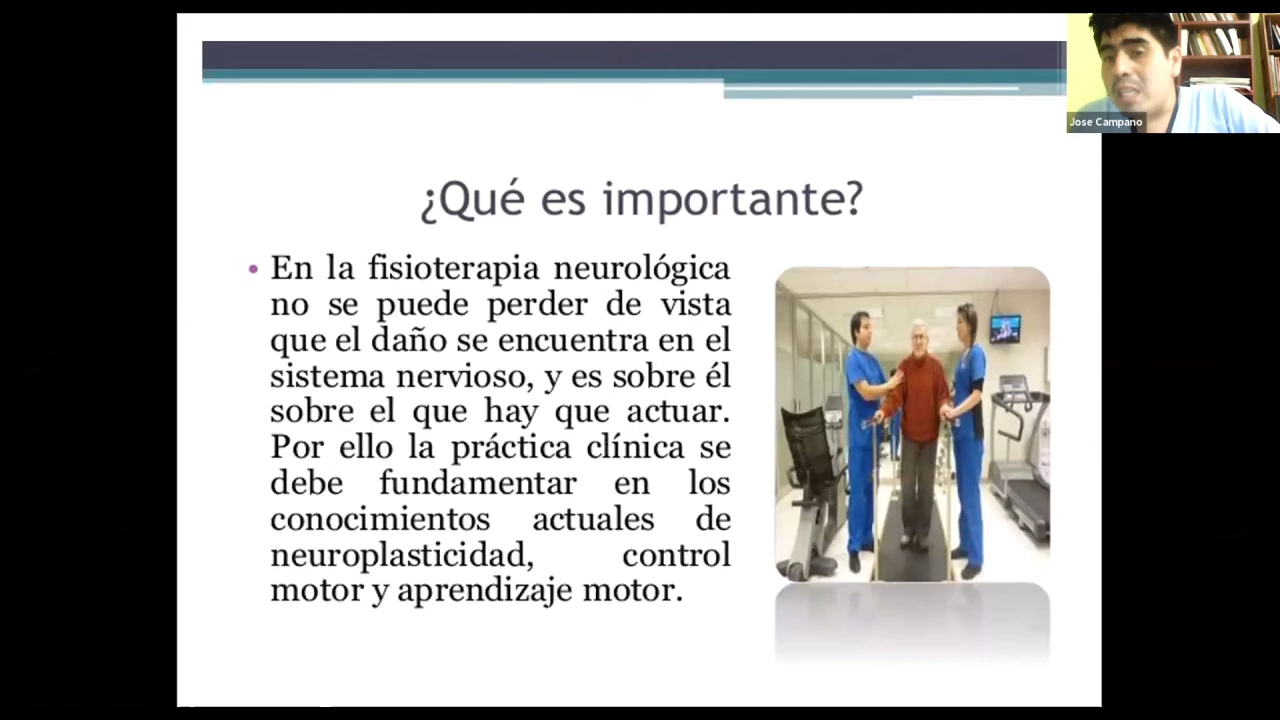 Jose Campano
¿Qué es importante?
• En la fisioterapia neurológica
no se puede perder de vista
que el daño se encuentra en el
sistema nervioso, y es sobre él
sobre el que hay que actuar.
Por ello la práctica clínica se
debe fundamentar en los
conocimientos actuales de
neuroplasticidad, control
motor y aprendizaje motor.